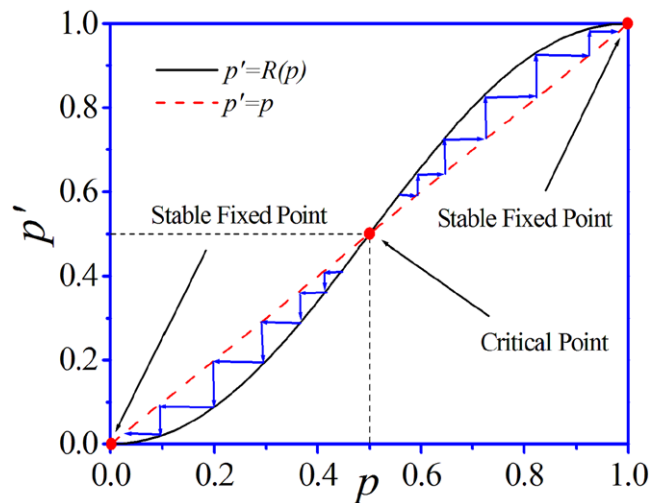 1.0
p'=R(p)
p'=p
0.8
0.6
Stable Fixed Point
Stable Fixed Point
p'
0.4
Critical Point
0.2
0.0
0.0 0.2 0.4 0.6 0.8 1.0
p